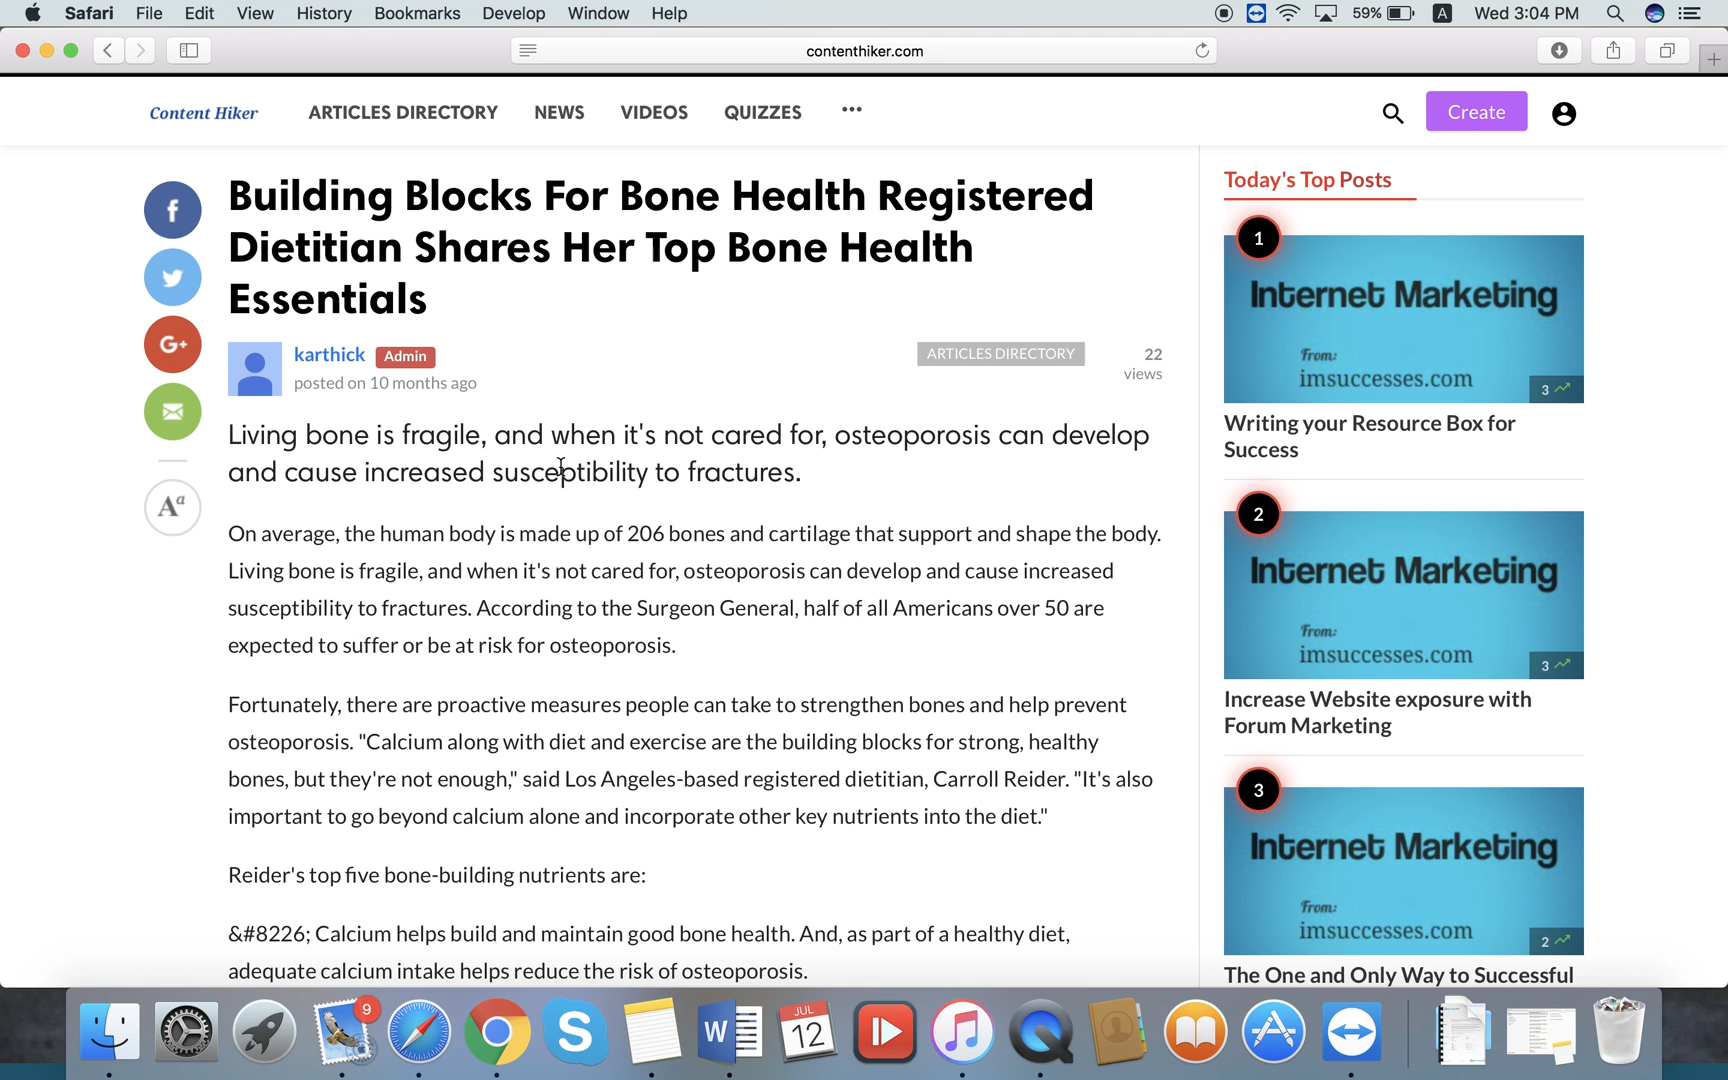 Safari File Edit View History Bookmarks Develop Window Help 59% A Wed 3:04 PM
contenthiker.com
Content Hiker ARTICLES DIRECTORY NEWS VIDEOS QUIZZES ••• Create
Building Blocks For Bone Health Registered
Dietitian Shares Her Top Bone Health
Essentials
f
G+
Aa
karthick Admin
posted on 10 months ago
ARTICLES DIRECTORY
22
views
Living bone is fragile, and when it's not cared for, osteoporosis can develop
and cause increased susceptibility to fractures.
On average, the human body is made up of 206 bones and cartilage that support and shape the body.
Living bone is fragile, and when it's not cared for, osteoporosis can develop and cause increased
susceptibility to fractures. According to the Surgeon General, half of all Americans over 50 are
expected to suffer or be at risk for osteoporosis.
Fortunately, there are proactive measures people can take to strengthen bones and help prevent
osteoporosis. "Calcium along with diet and exercise are the building blocks for strong, healthy
bones, but they're not enough," said Los Angeles-based registered dietitian, Carroll Reider. "It's also
important to go beyond calcium alone and incorporate other key nutrients into the diet."
Reider's top five bone-building nutrients are:
&#8226; Calcium helps build and maintain good bone health. And, as part of a healthy diet,
adequate calcium intake helps reduce the risk of osteoporosis.
Today's Top Posts
1
Internet Marketing
From:
imsuccesses.com
3
Writing your Resource Box for
Success
2
Internet Marketing
From:
imsuccesses.com
3
Increase Website exposure with
Forum Marketing
3
Internet Marketing
From:
imsuccesses.com
2
The One and Only Way to Successful
9
S
W
JUL
12